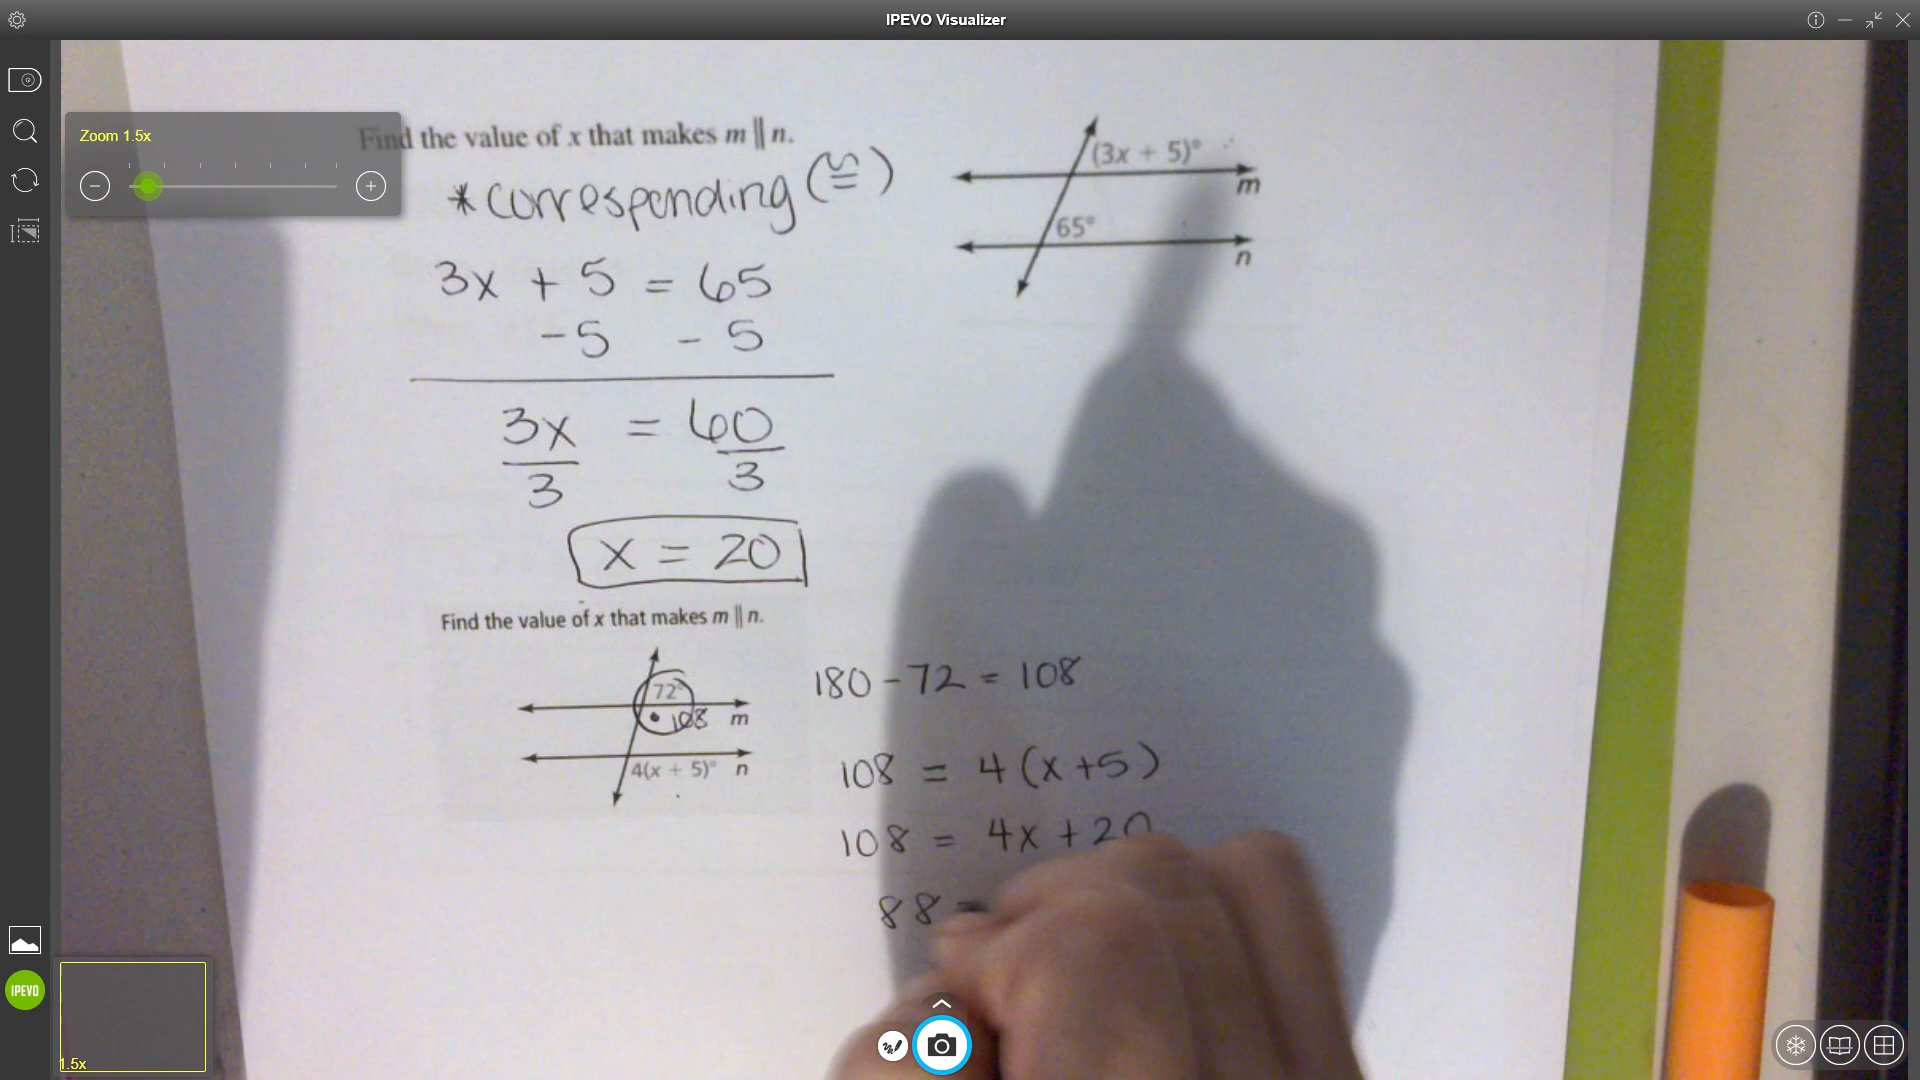 IPEVO Visualizer
Zoom 1.5x
Find the value of x that makes m || n.
* corresponding (≅)
3x + 5 = 65
-5 - 5
3x = 60
3 3
x = 20
(3x + 5)°
m
65°
n
Find the value of x that makes m || n.
72°
108 m
4(x + 5)° n
180 - 72 = 108
108 = 4 (x + 5)
108 = 4x + 20
88 =
IPEVO
1.5x